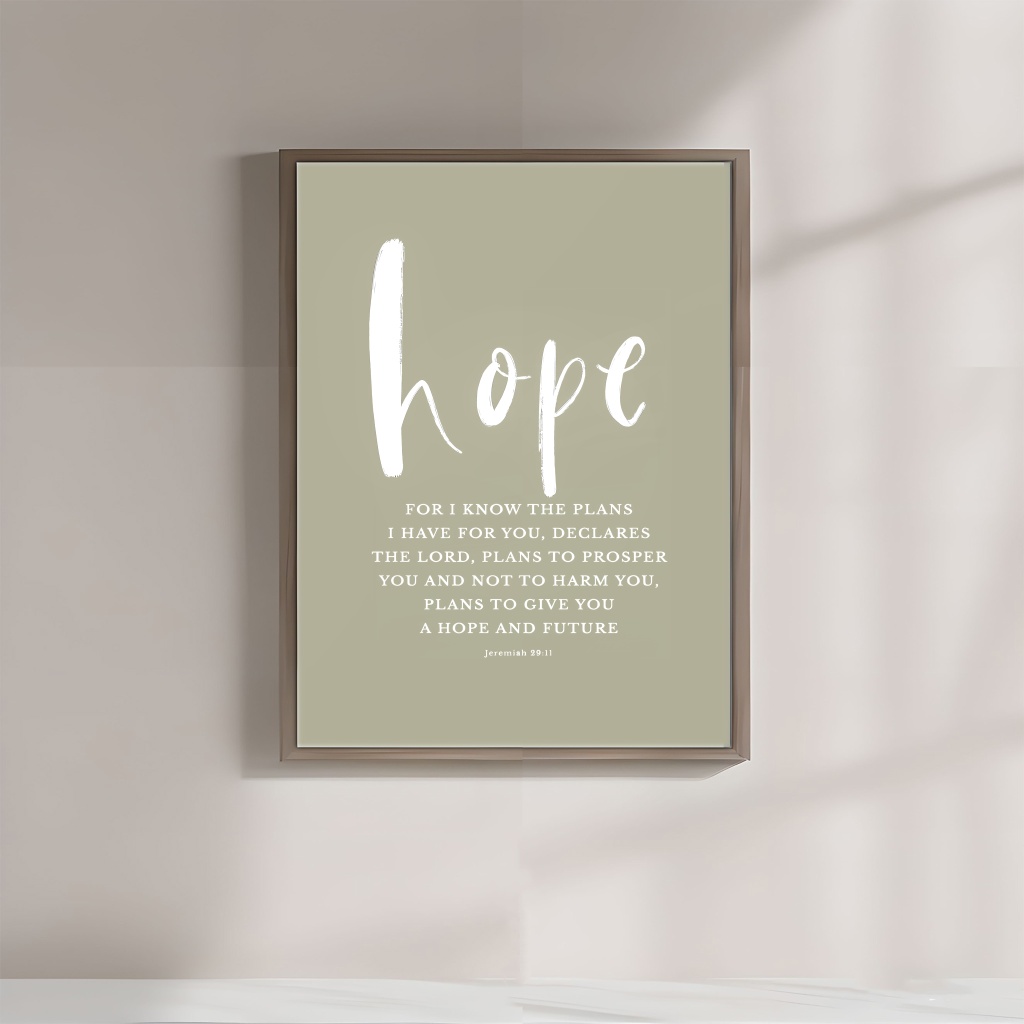 hope
FOR I KNOW THE PLANS
I HAVE FOR YOU, DECLARES
THE LORD, PLANS TO PROSPER
YOU AND NOT TO HARM YOU,
PLANS TO GIVE YOU
A HOPE AND FUTURE
Jeremiah 29:11